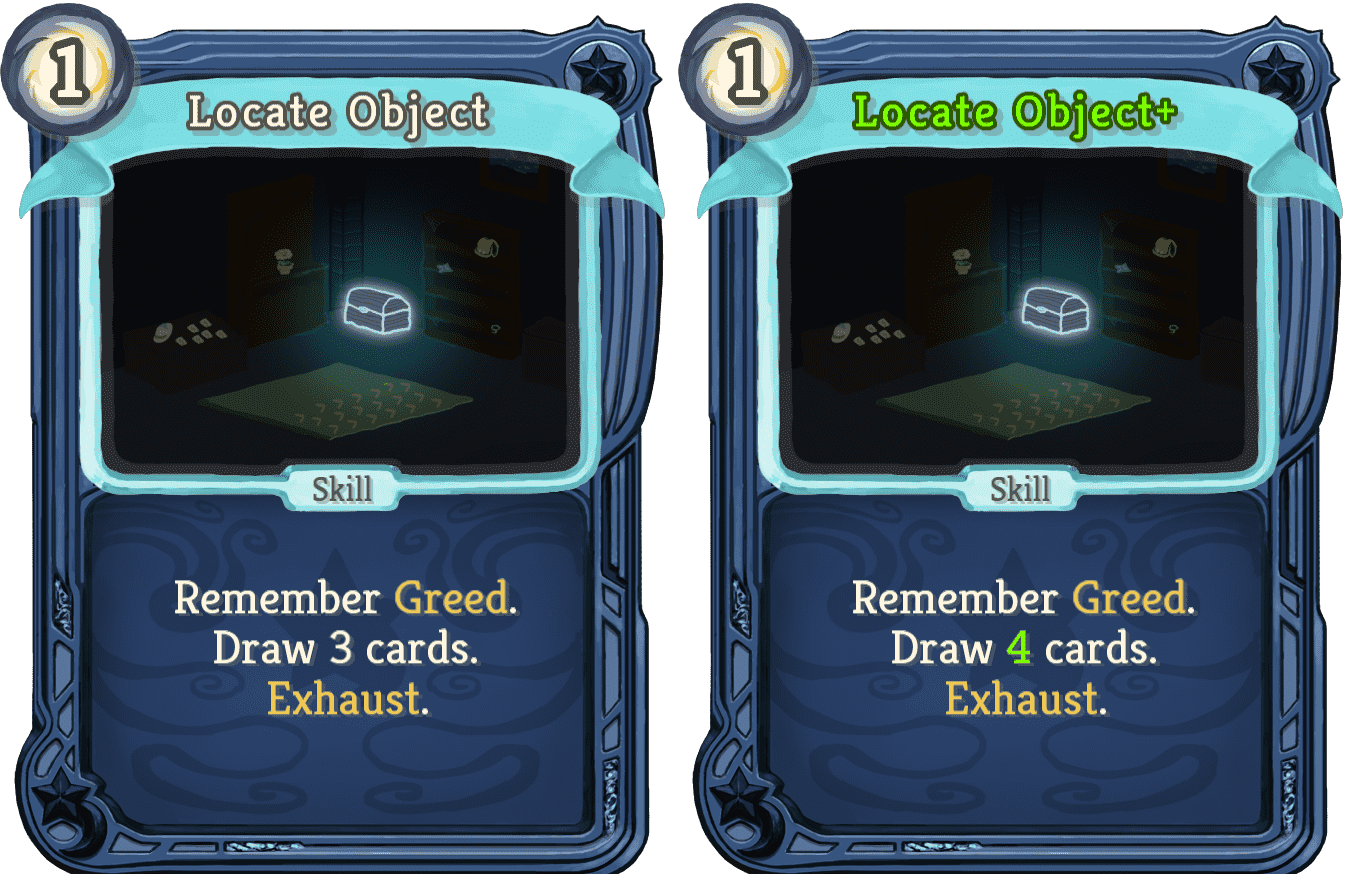 1
Locate Object
Skill
Remember Greed.
Draw 3 cards.
Exhaust.
1
Locate Object+
Skill
Remember Greed.
Draw 4 cards.
Exhaust.